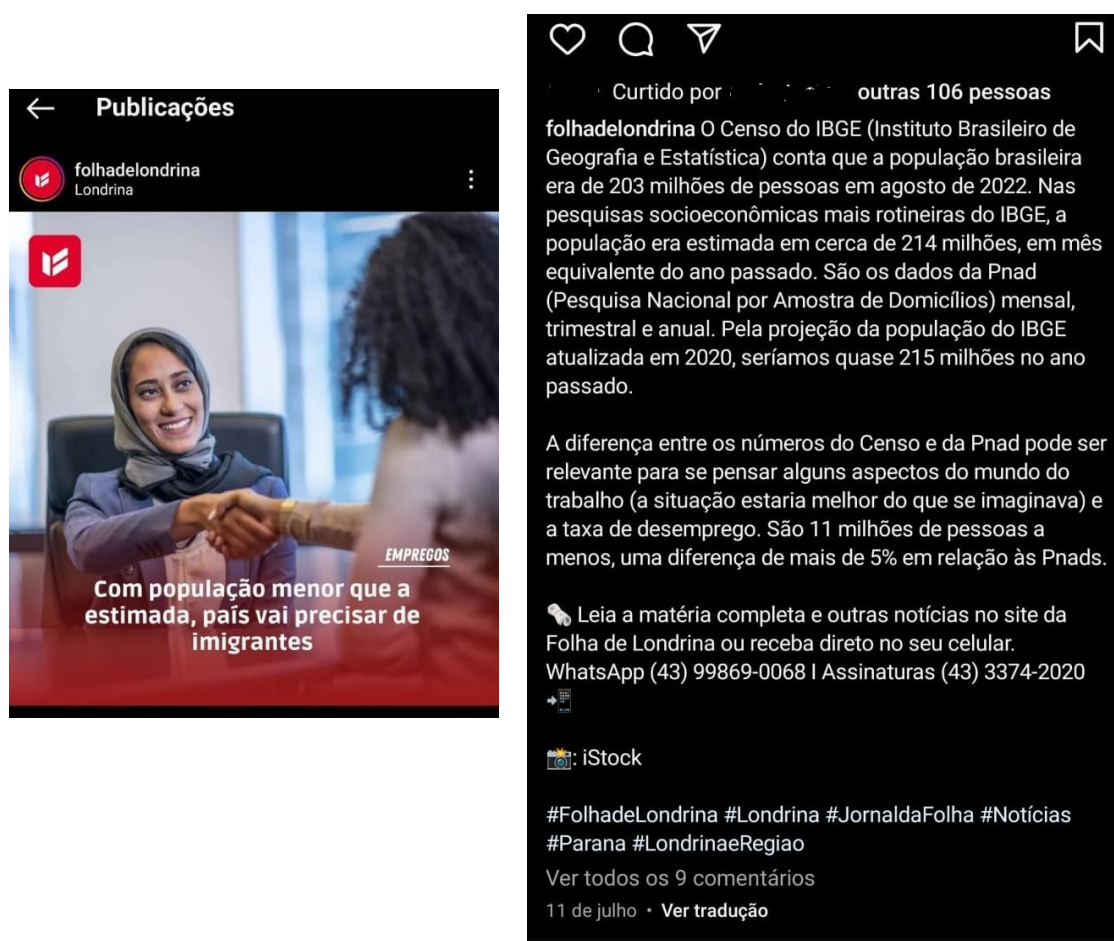 Publicações
folhadelondrina
Londrina
EMPREGOS
Com população menor que a
estimada, país vai precisar de
imigrantes
Curtido por outras 106 pessoas
folhadelondrina O Censo do IBGE (Instituto Brasileiro de
Geografia e Estatística) conta que a população brasileira
era de 203 milhões de pessoas em agosto de 2022. Nas
pesquisas socioeconômicas mais rotineiras do IBGE, a
população era estimada em cerca de 214 milhões, em mês
equivalente do ano passado. São os dados da Pnad
(Pesquisa Nacional por Amostra de Domicílios) mensal,
trimestral e anual. Pela projeção da população do IBGE
atualizada em 2020, seríamos quase 215 milhões no ano
passado.
A diferença entre os números do Censo e da Pnad pode ser
relevante para se pensar alguns aspectos do mundo do
trabalho (a situação estaria melhor do que se imaginava) e
a taxa de desemprego. São 11 milhões de pessoas a
menos, uma diferença de mais de 5% em relação às Pnads.
🗞️ Leia a matéria completa e outras notícias no site da
Folha de Londrina ou receba direto no seu celular.
WhatsApp (43) 99869-0068 I Assinaturas (43) 3374-2020
📲
📸: iStock
#FolhadeLondrina #Londrina #JornaldaFolha #Notícias
#Parana #LondrinaeRegiao
Ver todos os 9 comentários
11 de julho • Ver tradução